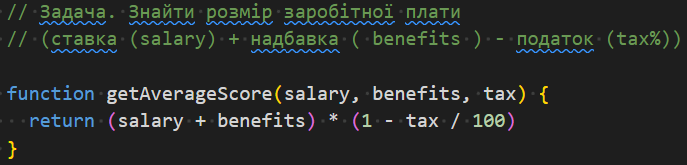 // Задача. Знайти розмір заробітної плати
// (ставка (salary) + надбавка ( benefits ) - податок (tax%))
function getAverageScore(salary, benefits, tax) {
return (salary + benefits) * (1 - tax / 100)
}